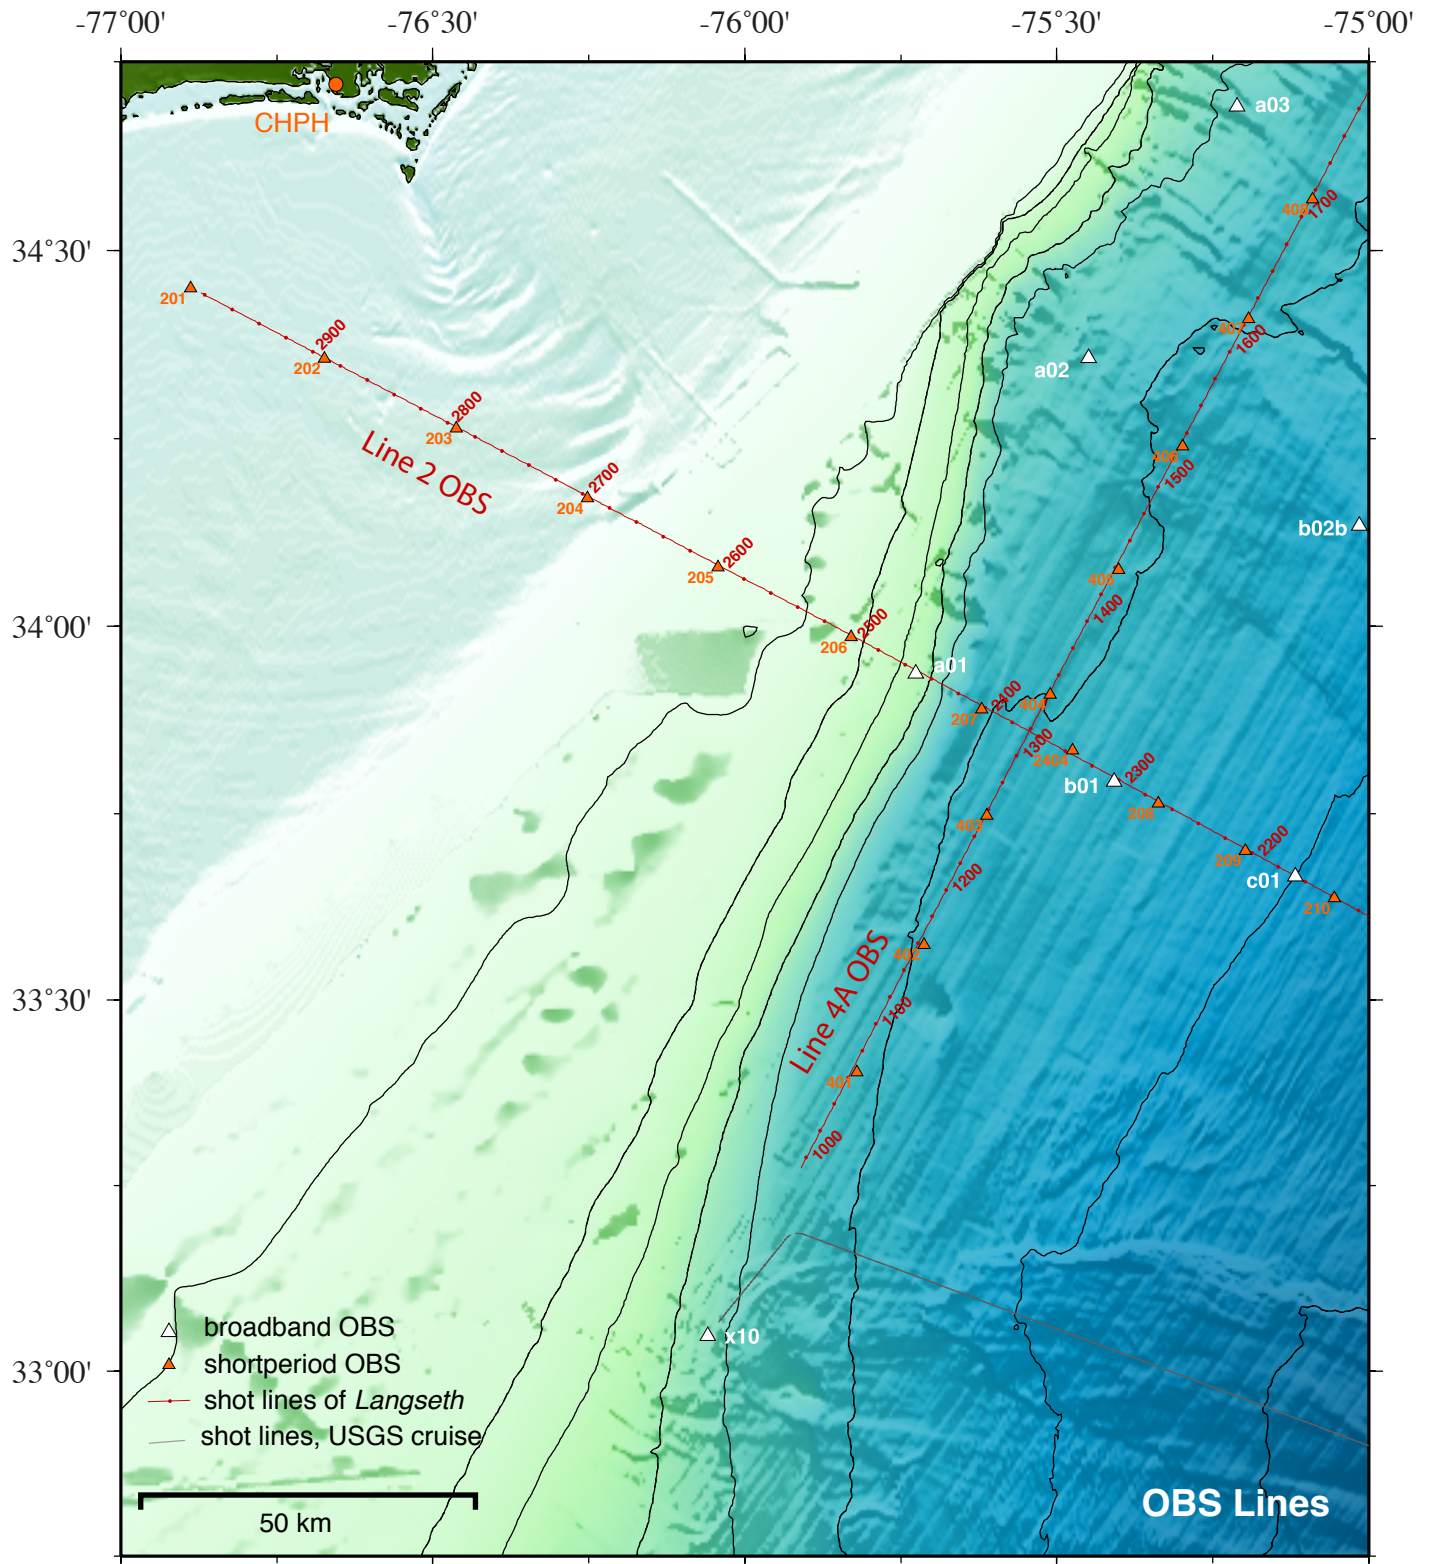 -77°00'
-76°30'
-76°00'
-75°30'
-75°00'
CHPH
a03
408
1700
34°30'
201
2900
202
407
1600
a02
2800
203
Line 2 OBS
406
1500
2700
204
b02b
2600
205
405
1400
34°00'
2500
206
a01
2400
207
404
1300
2404
2300
b01
208
403
2200
209
c01
210
1200
402
Line 4A OBS
33°30'
1100
401
1000
x10
33°00'
broadband OBS
shortperiod OBS
shot lines of Langseth
shot lines, USGS cruise
50 km
OBS Lines